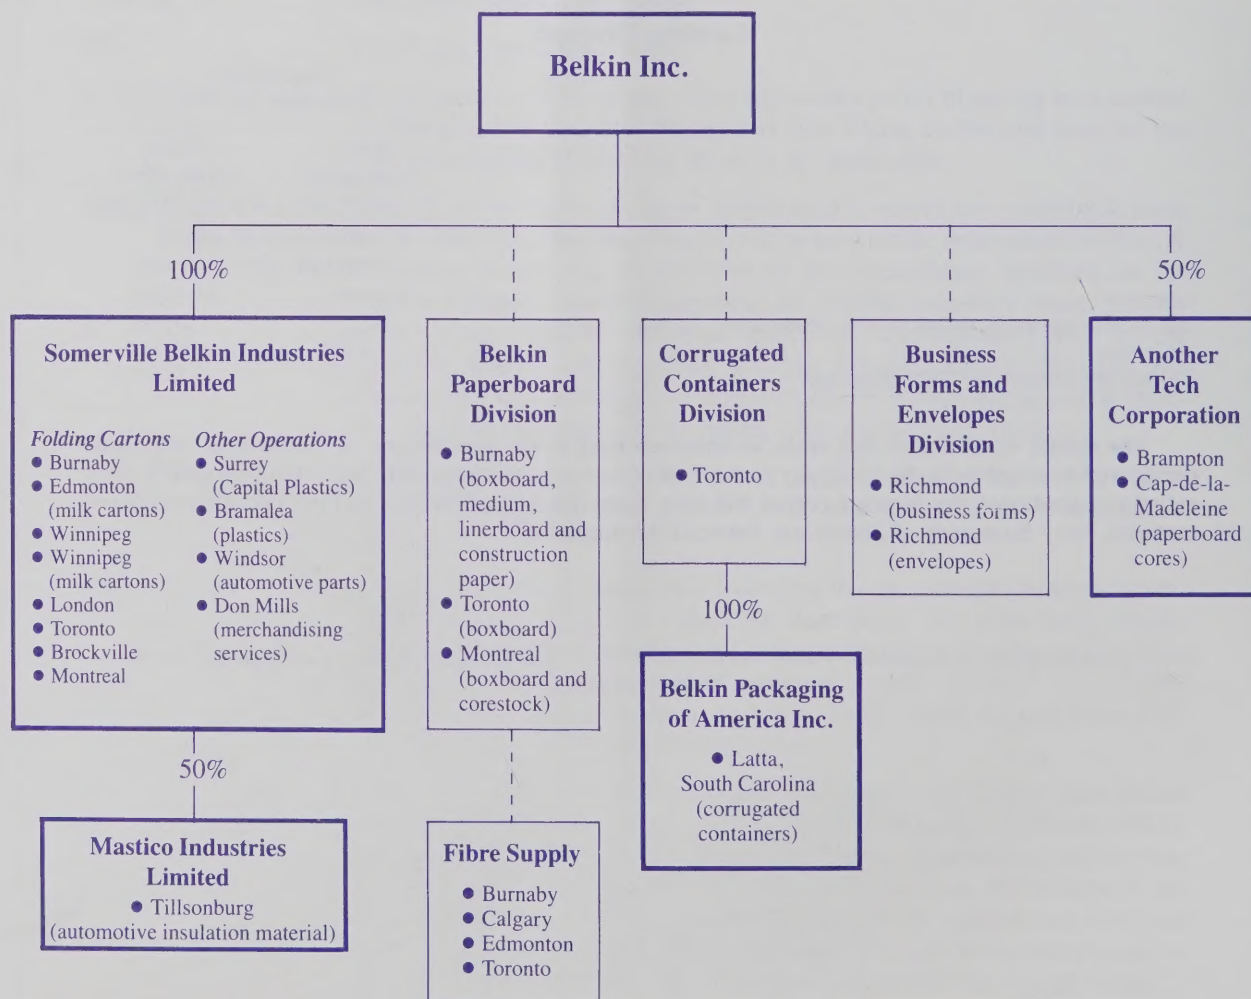 Belkin Inc.
100%
50%
Somerville Belkin Industries
Limited
Folding Cartons
● Burnaby
● Edmonton
(milk cartons)
● Winnipeg
● Winnipeg
(milk cartons)
● London
● Toronto
● Brockville
● Montreal
Other Operations
● Surrey
(Capital Plastics)
● Bramalea
(plastics)
● Windsor
(automotive parts)
● Don Mills
(merchandising
services)
Belkin
Paperboard
Division
● Burnaby
(boxboard,
medium,
linerboard and
construction
paper)
● Toronto
(boxboard)
● Montreal
(boxboard and
corestock)
Corrugated
Containers
Division
● Toronto
Business
Forms and
Envelopes
Division
● Richmond
(business forms)
● Richmond
(envelopes)
Another
Tech
Corporation
● Brampton
● Cap-de-la-
Madeleine
(paperboard
cores)
50%
Mastico Industries
Limited
● Tillsonburg
(automotive insulation material)
Fibre Supply
● Burnaby
● Calgary
● Edmonton
● Toronto
100%
Belkin Packaging
of America Inc.
● Latta,
South Carolina
(corrugated
containers)